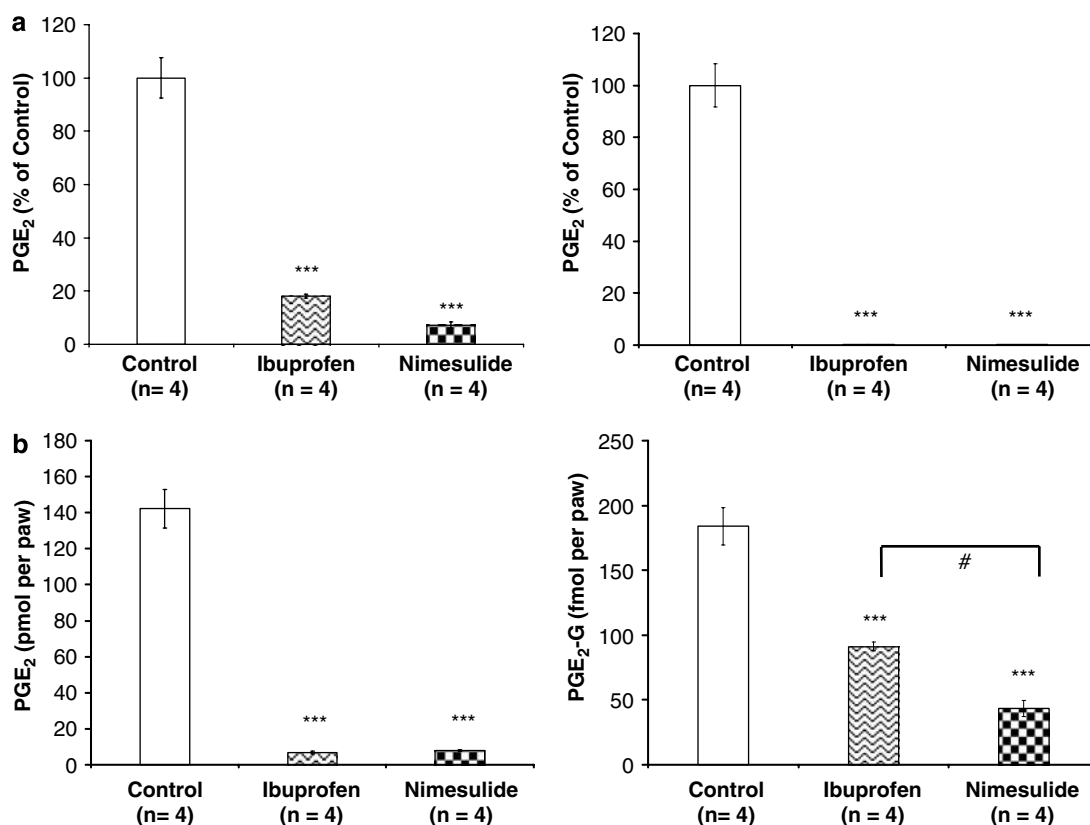 a
PGE₂ (% of Control)
120
100
80
60
40
20
0
***
***
Control Ibuprofen Nimesulide
(n= 4) (n = 4) (n = 4)
PGE₂ (% of Control)
120
100
80
60
40
20
0
*** ***
Control Ibuprofen Nimesulide
(n= 4) (n = 4) (n = 4)
b
PGE₂ (pmol per paw)
180
160
140
120
100
80
60
40
20
0
*** ***
Control Ibuprofen Nimesulide
(n= 4) (n = 4) (n = 4)
PGE₂-G (fmol per paw)
250
200
150
100
50
0
#
***
***
Control Ibuprofen Nimesulide
(n= 4) (n = 4) (n = 4)